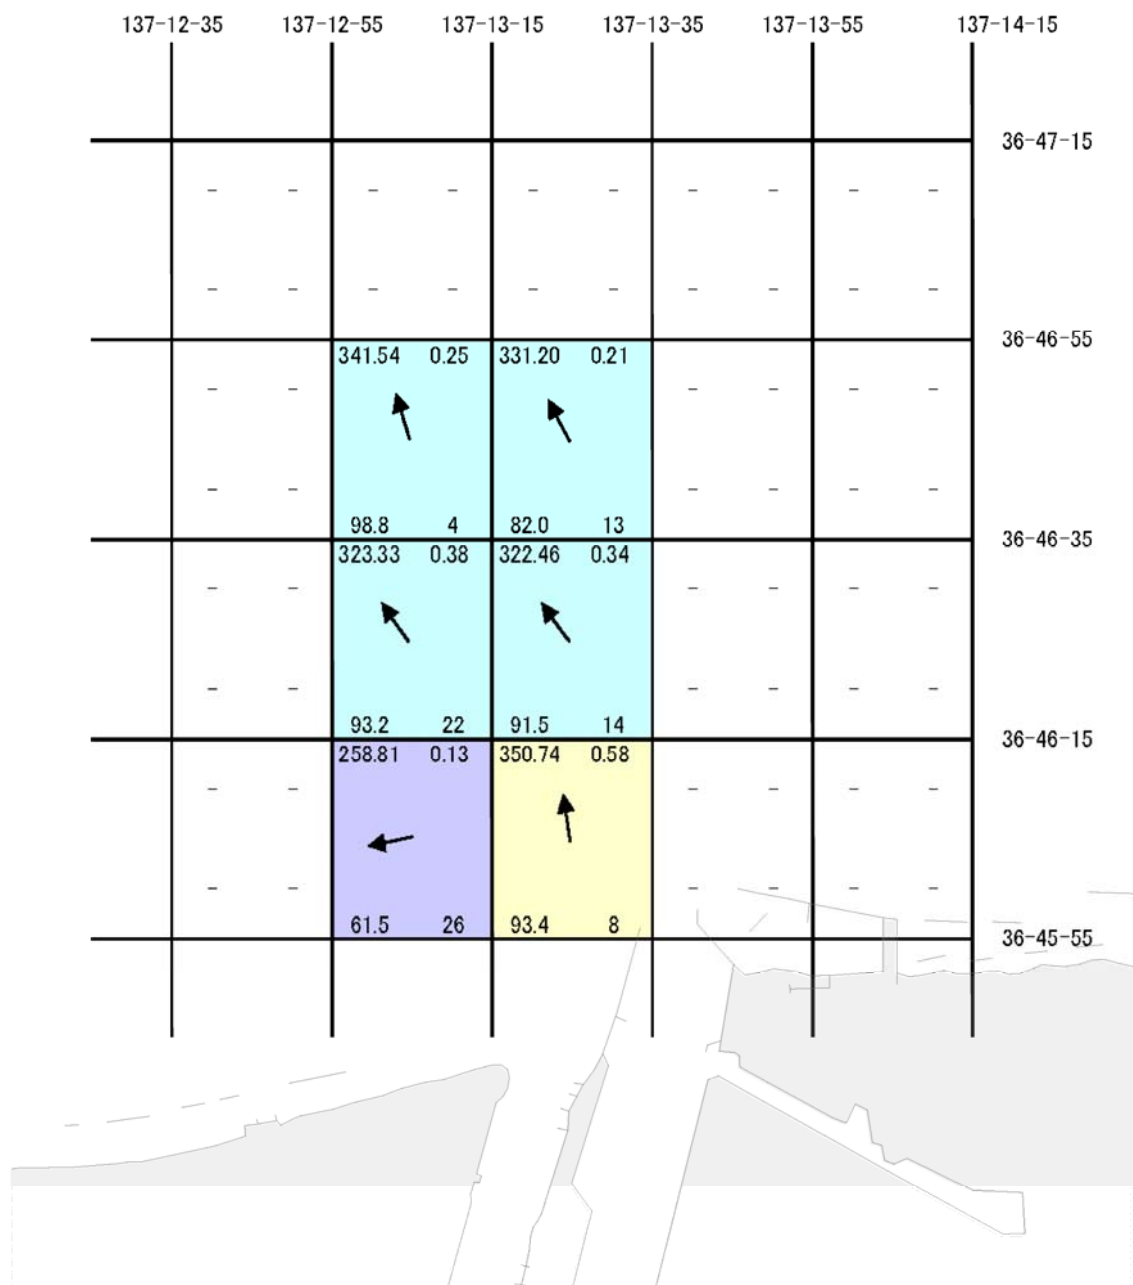 137-12-35 137-12-55 137-13-15 137-13-35 137-13-55 137-14-15
36-47-15
- - - - - - - - - -
- - - - - - - - - -
36-46-55
341.54 0.25 331.20 0.21
- - - - - -
- - - - - -
98.8 4 82.0 13
36-46-35
323.33 0.38 322.46 0.34
- - - - - -
- - - - - -
93.2 22 91.5 14
36-46-15
258.81 0.13 350.74 0.58
- - - - - -
- - - - - -
61.5 26 93.4 8
36-45-55